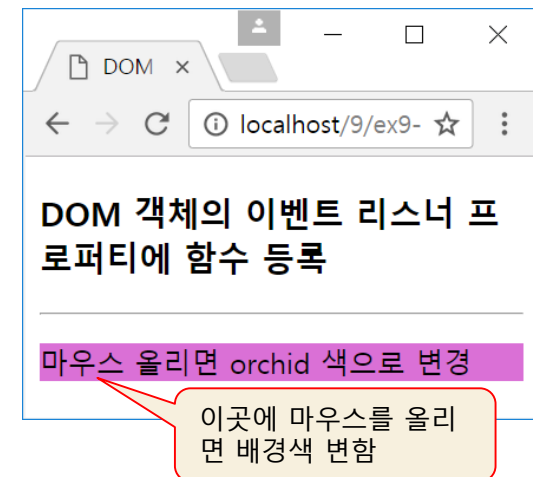 DOM
localhost/9/ex9-
DOM 객체의 이벤트 리스너 프
로퍼티에 함수 등록
마우스 올리면 orchid 색으로 변경
이곳에 마우스를 올리
면 배경색 변함